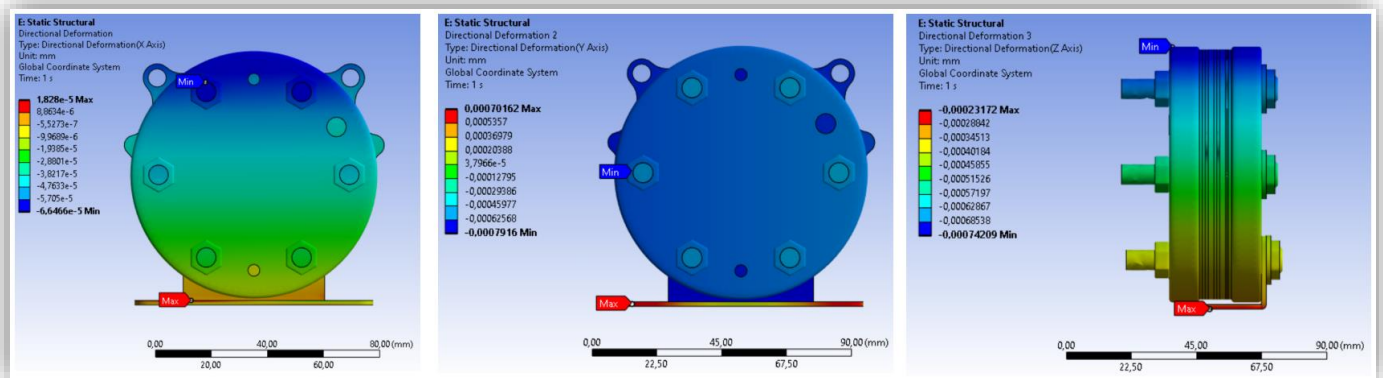 E: Static Structural
Directional Deformation
Type: Directional Deformation(X Axis)
Unit: mm
Global Coordinate System
Time: 1 s
1,828e-5 Max
8,8634e-6
-5,5273e-7
-9,9689e-6
-1,9385e-5
-2,8801e-5
-3,8217e-5
-4,7633e-5
-5,705e-5
-6,6466e-5 Min
Min
Max
0,00
40,00
80,00 (mm)
20,00
60,00
E: Static Structural
Directional Deformation 2
Type: Directional Deformation(Y Axis)
Unit: mm
Global Coordinate System
Time: 1 s
0,00070162 Max
0,0005357
0,00036979
0,00020388
3,7966e-5
-0,00012795
-0,00029386
-0,00045977
-0,00062568
-0,0007916 Min
Min
Max
0,00
45,00
90,00 (mm)
22,50
67,50
E: Static Structural
Directional Deformation 3
Type: Directional Deformation(Z Axis)
Unit: mm
Global Coordinate System
Time: 1 s
-0,00023172 Max
-0,00028842
-0,00034513
-0,00040184
-0,00045855
-0,00051526
-0,00057197
-0,00062867
-0,00068538
-0,00074209 Min
Min
Max
0,00
45,00
90,00 (mm)
22,50
67,50